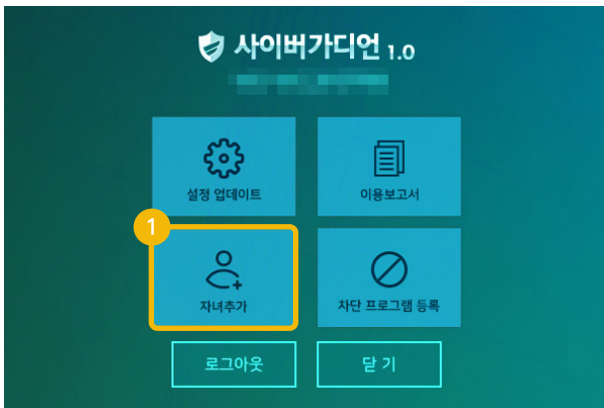 사이버가디언 1.0
설정 업데이트
이용보고서
1
자녀추가
차단 프로그램 등록
로그아웃
닫 기